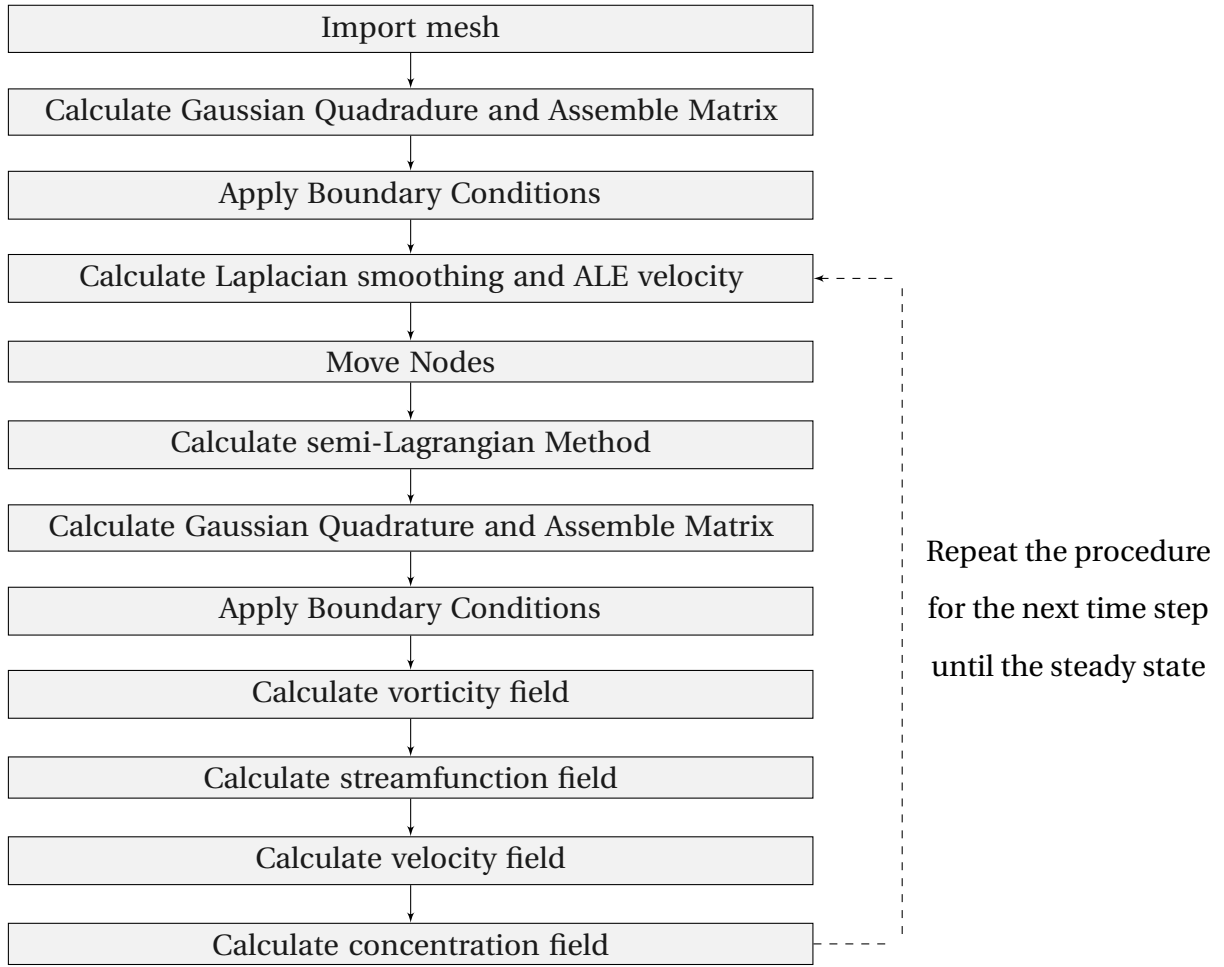 Import mesh
Calculate Gaussian Quadradure and Assemble Matrix
Apply Boundary Conditions
Calculate Laplacian smoothing and ALE velocity
Move Nodes
Calculate semi-Lagrangian Method
Calculate Gaussian Quadrature and Assemble Matrix
Apply Boundary Conditions
Calculate vorticity field
Calculate streamfunction field
Calculate velocity field
Calculate concentration field
Repeat the procedure
for the next time step
until the steady state